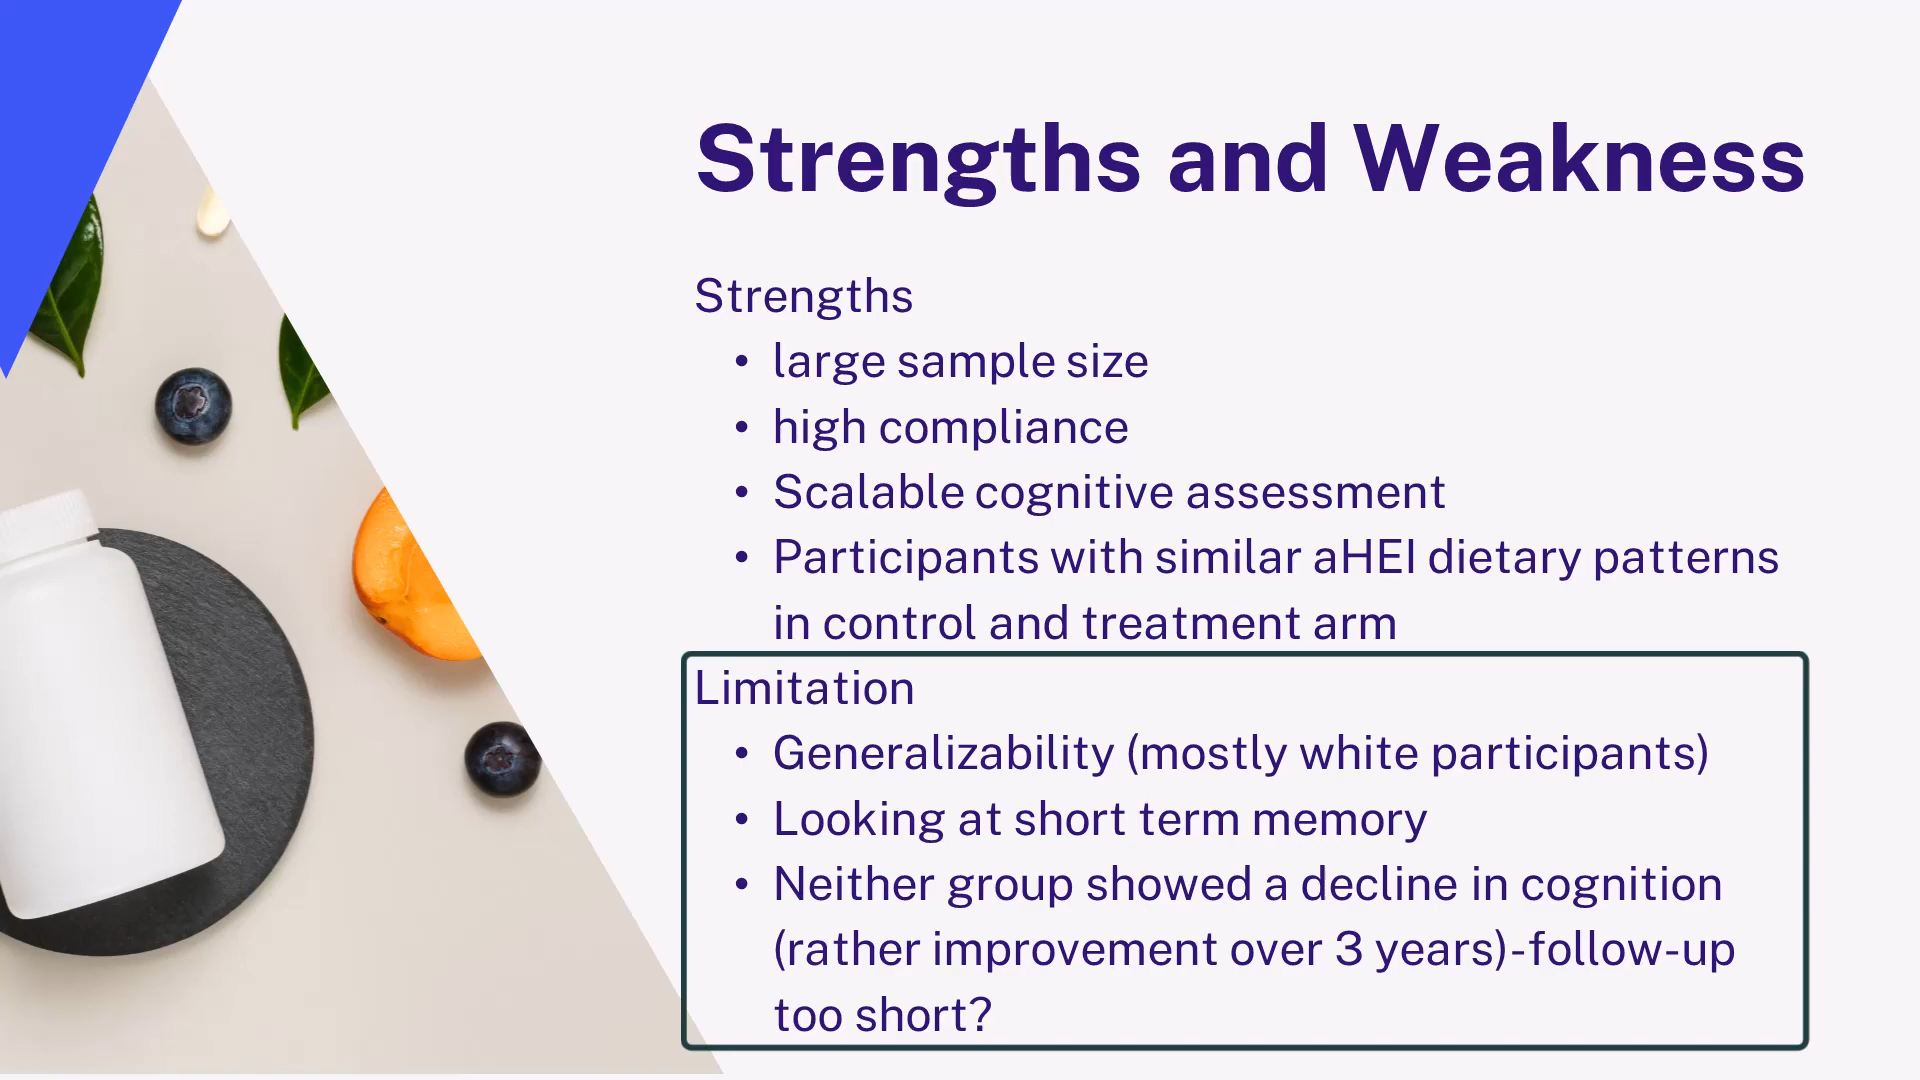 Strengths and Weakness
Strengths
• large sample size
• high compliance
• Scalable cognitive assessment
• Participants with similar aHEI dietary patterns
in control and treatment arm
Limitation
• Generalizability (mostly white participants)
• Looking at short term memory
• Neither group showed a decline in cognition
(rather improvement over 3 years)-follow-up
too short?